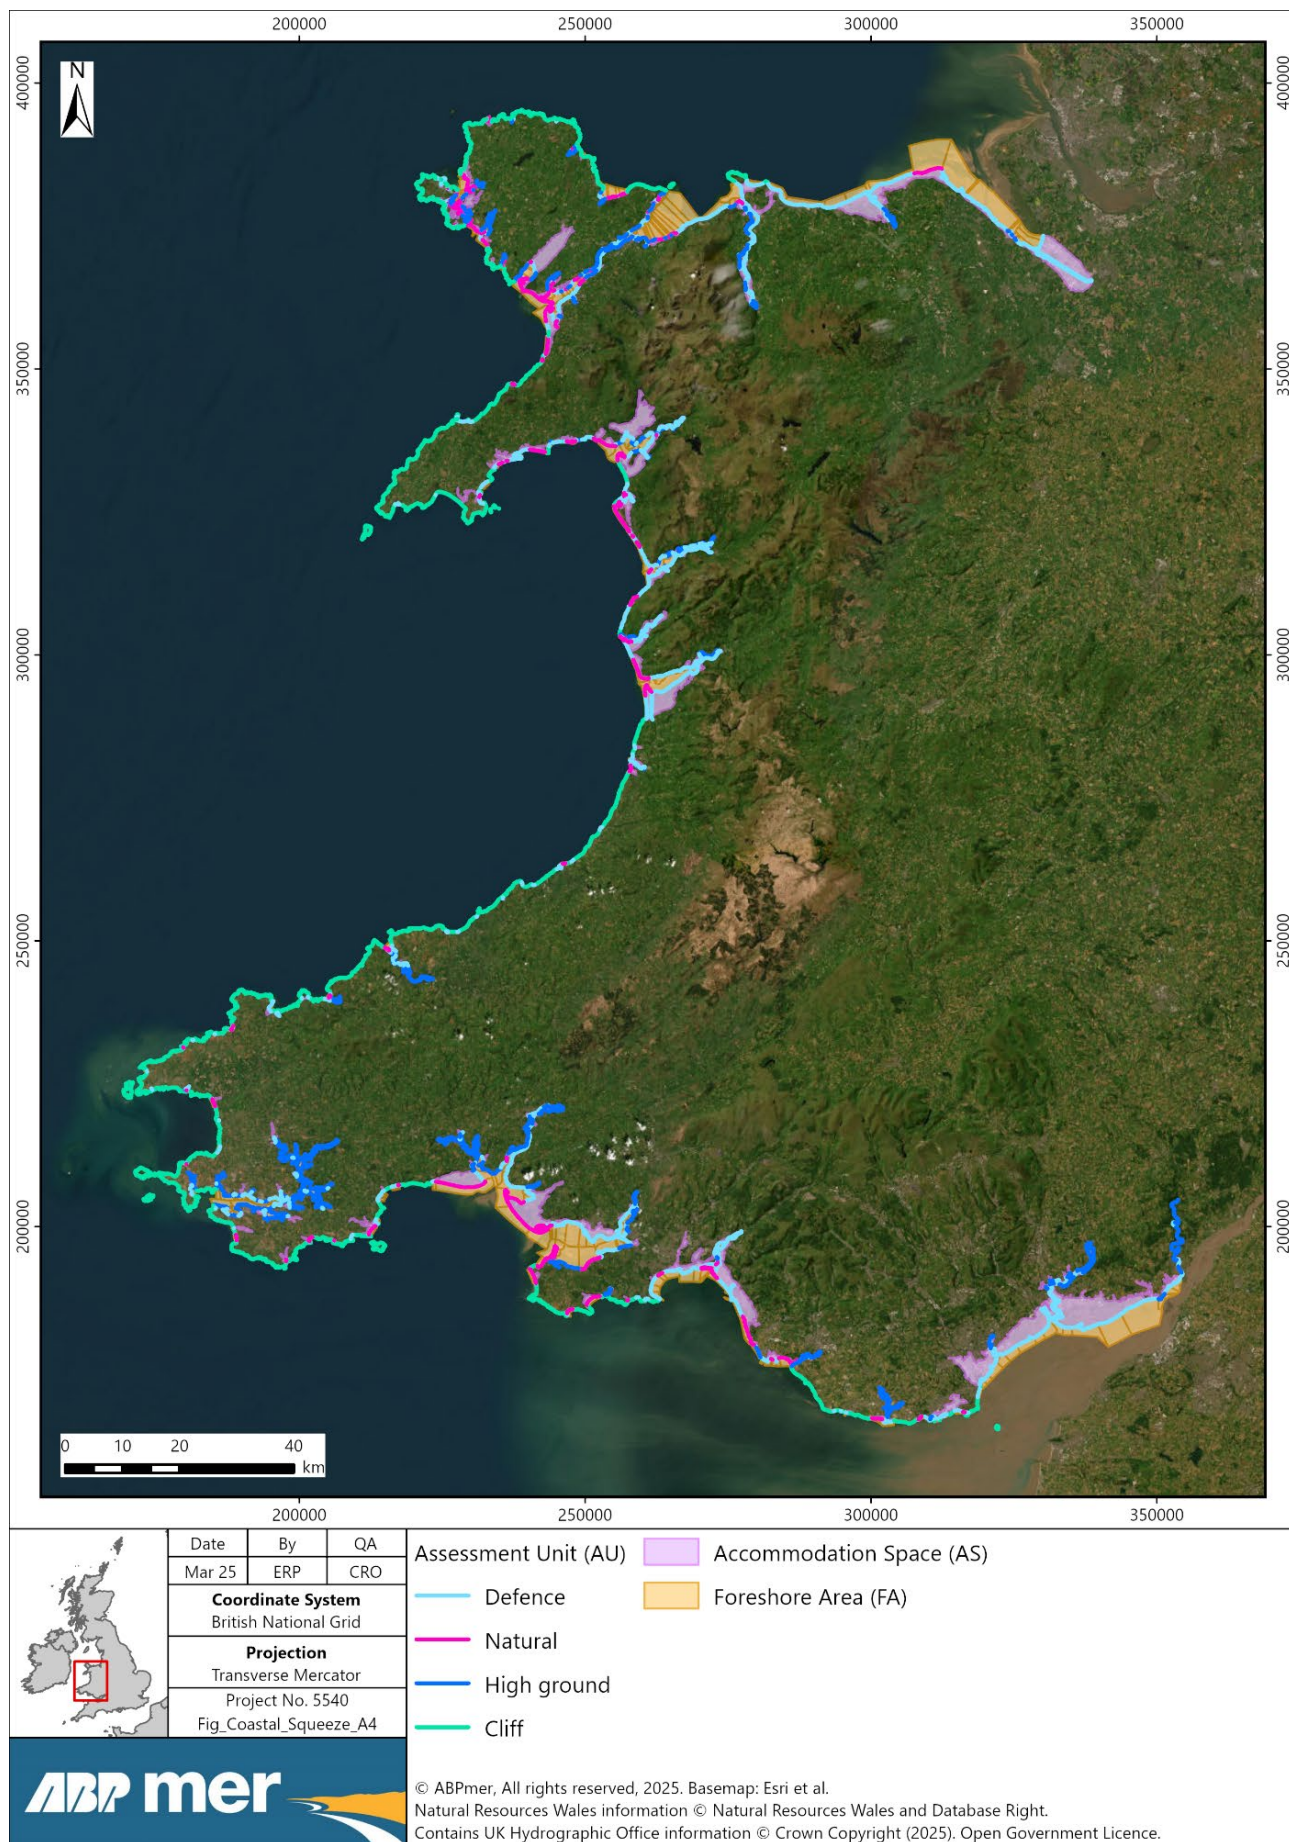 200000 250000 300000 350000
400000 400000
N
350000 350000
300000 300000
250000 250000
200000 200000
0 10 20 40
km
200000 250000 300000 350000
Date By QA
Mar 25 ERP CRO
Coordinate System
British National Grid
Projection
Transverse Mercator
Project No. 5540
Fig_Coastal_Squeeze_A4
ABPmer
Assessment Unit (AU)
Defence
Natural
High ground
Cliff
Accommodation Space (AS)
Foreshore Area (FA)
© ABPmer, All rights reserved, 2025. Basemap: Esri et al.
Natural Resources Wales information © Natural Resources Wales and Database Right.
Contains UK Hydrographic Office information © Crown Copyright (2025). Open Government Licence.